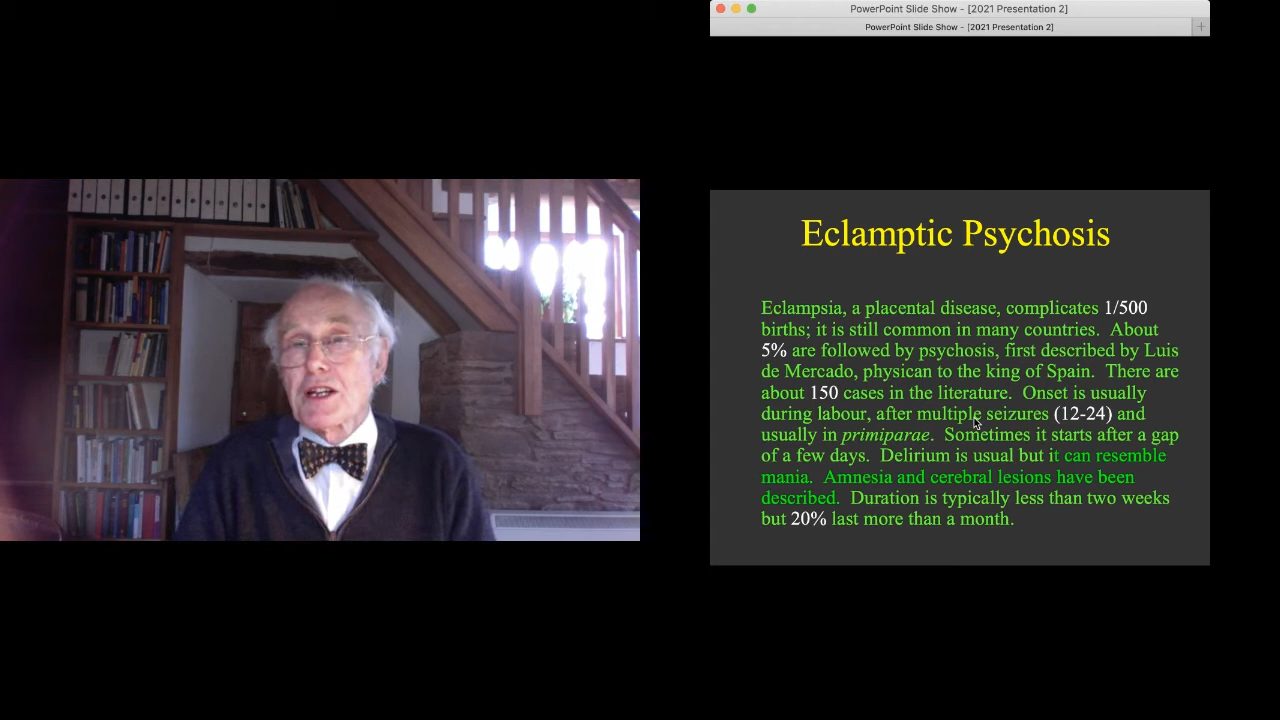 PowerPoint Slide Show - [2021 Presentation 2]
PowerPoint Slide Show - [2021 Presentation 2]
Eclamptic Psychosis
Eclampsia, a placental disease, complicates 1/500
births; it is still common in many countries. About
5% are followed by psychosis, first described by Luis
de Mercado, physican to the king of Spain. There are
about 150 cases in the literature. Onset is usually
during labour, after multiple seizures (12-24) and
usually in primiparae. Sometimes it starts after a gap
of a few days. Delirium is usual but it can resemble
mania. Amnesia and cerebral lesions have been
described. Duration is typically less than two weeks
but 20% last more than a month.